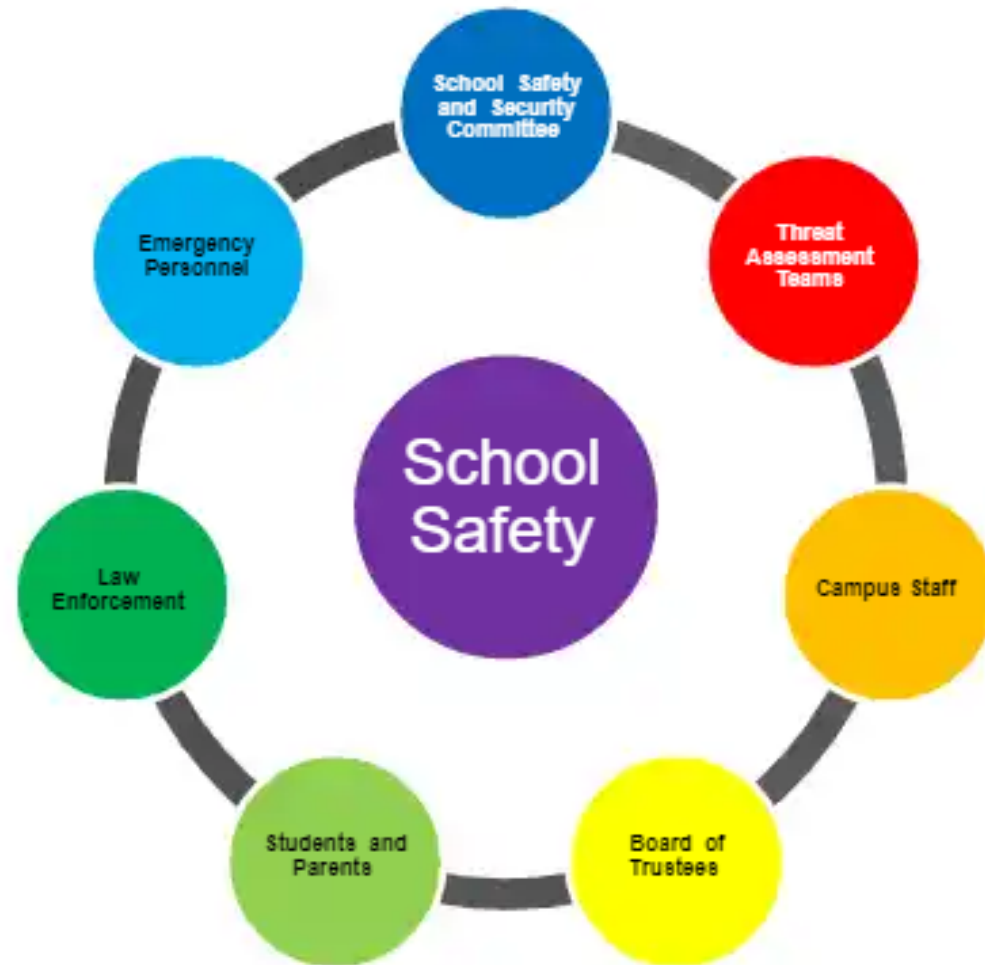 School Safety
and Security
Committee
Threat
Assessment
Teams
Campus Staff
Board of
Trustees
Students and
Parents
Law
Enforcement
Emergency
Personnel
School
Safety